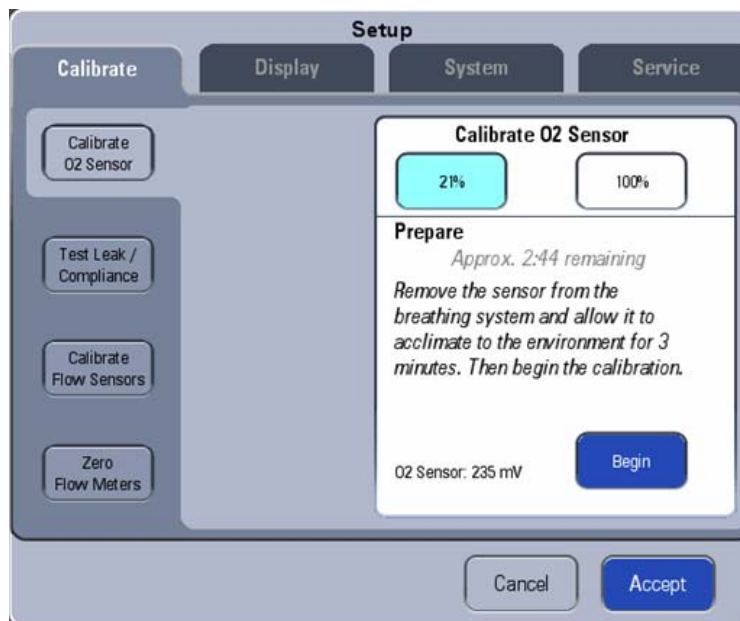 Setup
Calibrate
Display
System
Service
Calibrate
O2 Sensor
Test Leak /
Compliance
Calibrate
Flow Sensors
Zero
Flow Meters
Calibrate O2 Sensor
21%
100%
Prepare
Approx. 2:44 remaining
Remove the sensor from the
breathing system and allow it to
acclimate to the environment for 3
minutes. Then begin the calibration.
O2 Sensor: 235 mV
Begin
Cancel
Accept